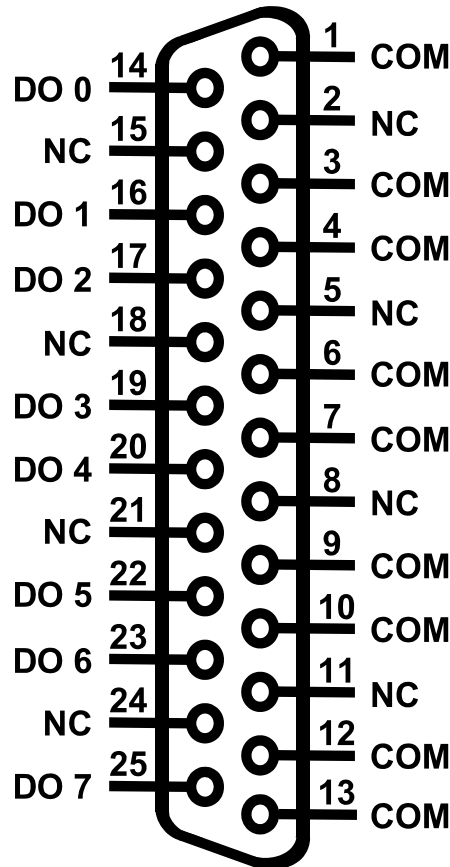 1 COM
DO 0 14
2 NC
NC 15
3 COM
DO 1 16
4 COM
DO 2 17
5 NC
NC 18
6 COM
DO 3 19
7 COM
DO 4 20
8 NC
NC 21
9 COM
DO 5 22
10 COM
DO 6 23
11 NC
NC 24
12 COM
DO 7 25
13 COM